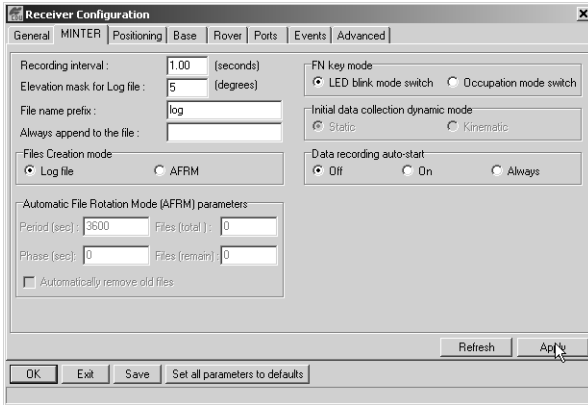 Receiver Configuration
General MINTER Positioning Base Rover Ports Events Advanced
Recording interval : 1.00 (seconds)
Elevation mask for Log file : 5 (degrees)
File name prefix : log
Always append to the file :
Files Creation mode
Log file AFRM
Automatic File Rotation Mode (AFRM) parameters
Period (sec) : 3600 Files (total ) : 0
Phase (sec): 0 Files (remain) : 0
Automatically remove old files
FN key mode
LED blink mode switch Occupation mode switch
Initial data collection dynamic mode
Static Kinematic
Data recording auto-start
Off On Always
Refresh Apply
OK Exit Save Set all parameters to defaults